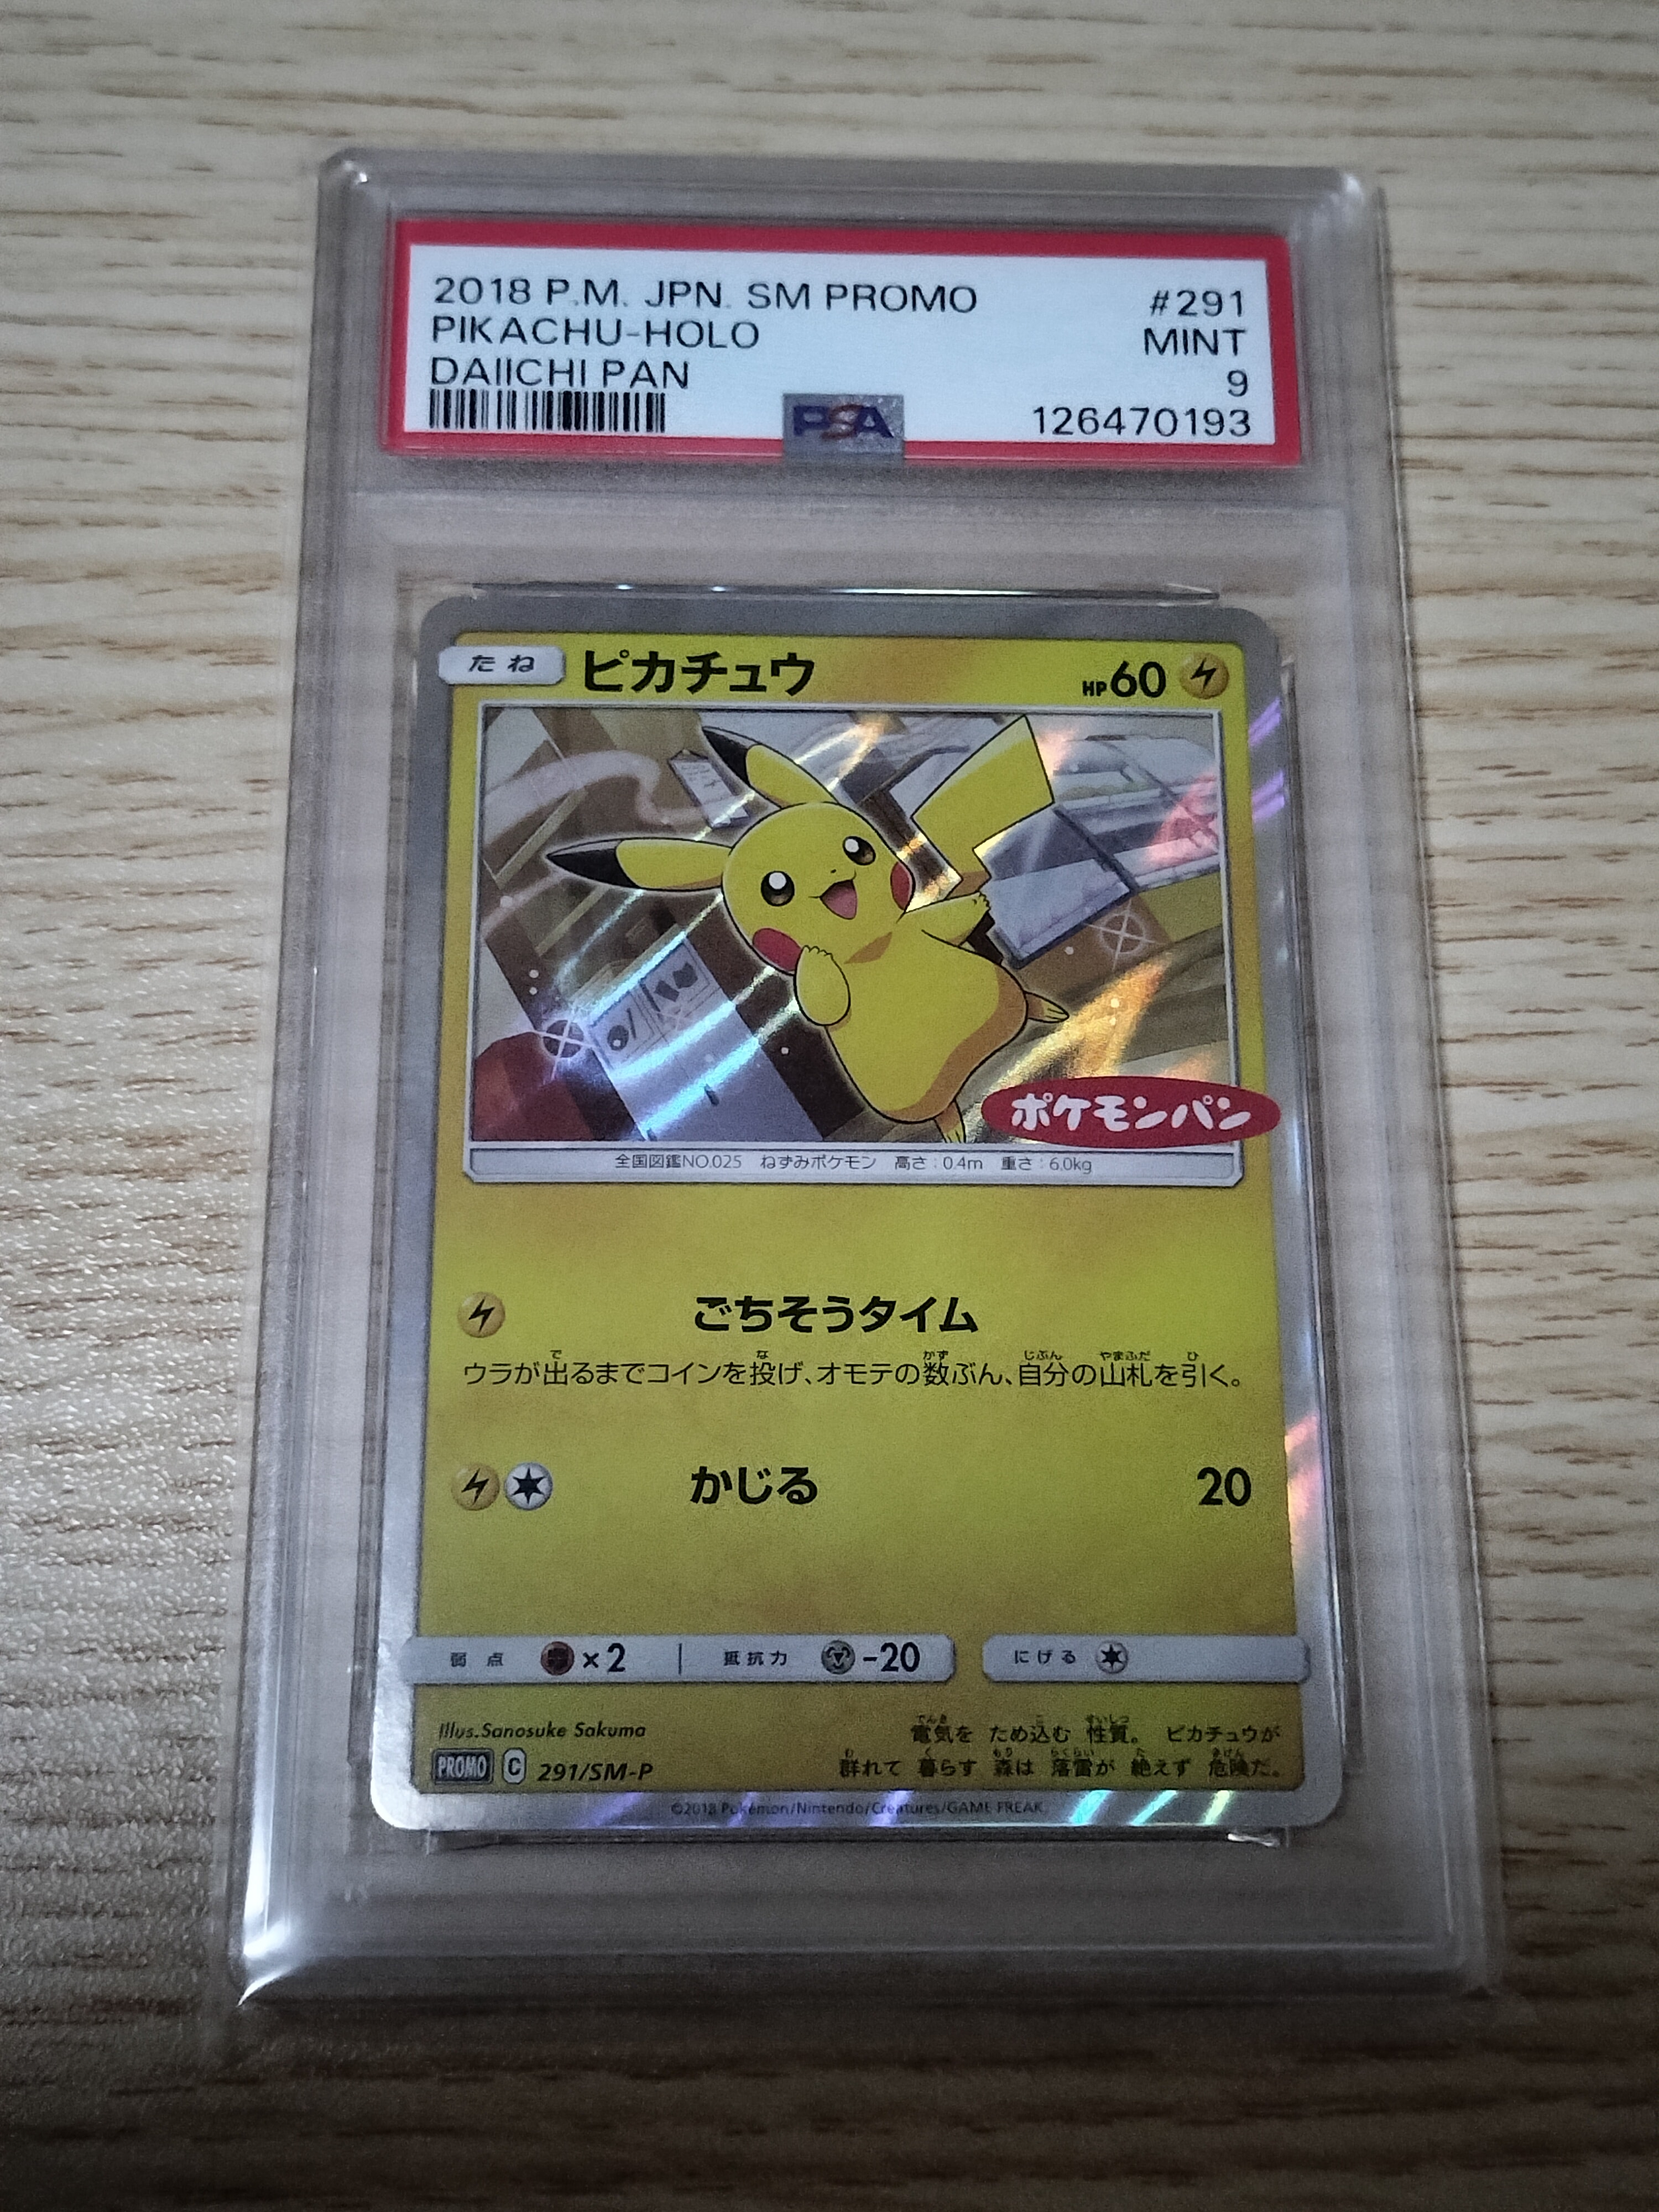 2018 P.M. JPN. SM PROMO #291
PIKACHU-HOLO MINT
DAIICHI PAN 9
PSA 126470193
たね ピカチュウ HP60
ポケモンパン
全国図鑑NO.025 ねずみポケモン 高さ:0.4m 重さ:6.0kg
ごちそうタイム
ウラが出るまでコインを投げ、オモテの数ぶん、自分の山札を引く。
かじる 20
弱点 ×2 抵抗力 -20 にげる
Illus.Sanosuke Sakuma
PROMO C 291/SM-P
電気を ため込む 性質。 ピカチュウが
群れて 暮らす 森は 落雷が 絶えず 危険だ。
©2018 Pokémon/Nintendo/Creatures/GAME FREAK